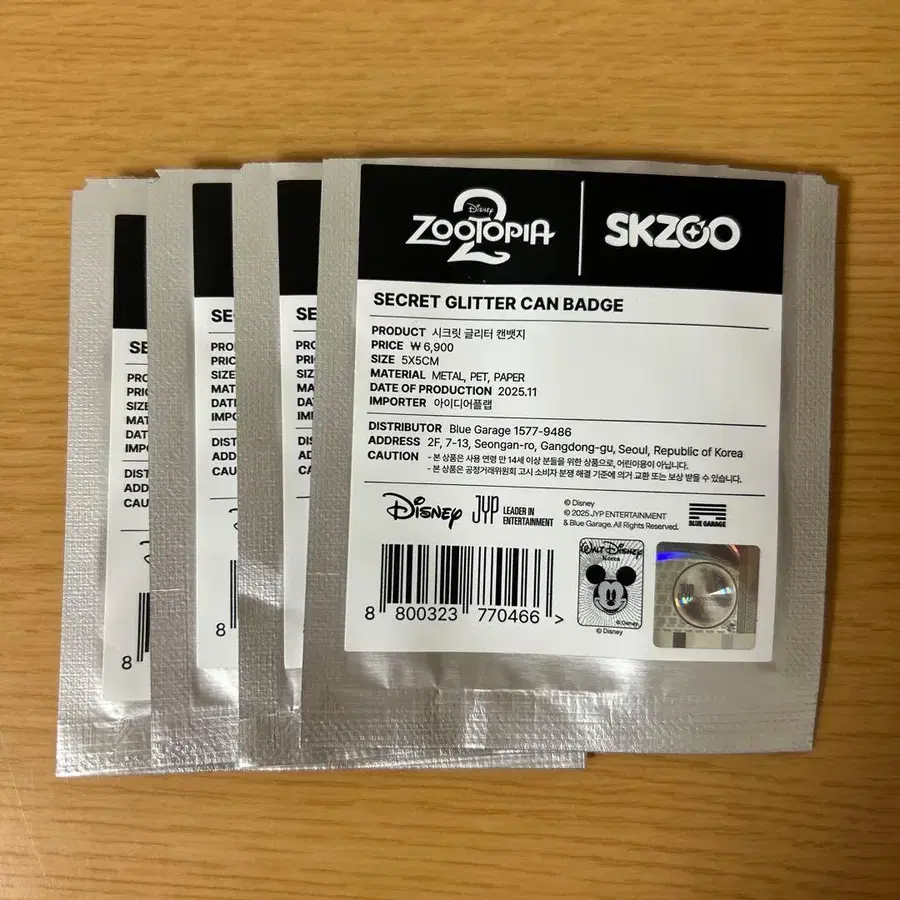 Disney
ZOOTOPIA
2
SKZOO
SECRET GLITTER CAN BADGE
PRODUCT 시크릿 글리터 캔뱃지
PRICE ₩ 6,900
SIZE 5X5CM
MATERIAL METAL, PET, PAPER
DATE OF PRODUCTION 2025.11
IMPORTER 아이디어플랩
DISTRIBUTOR Blue Garage 1577-9486
ADDRESS 2F, 7-13, Seongan-ro, Gangdong-gu, Seoul, Republic of Korea
CAUTION - 본 상품은 사용 연령 만 14세 이상 분들을 위한 상품으로, 어린이용이 아닙니다.
- 본 상품은 공정거래위원회 고시 소비자 분쟁 해결 기준에 의거 교환 또는 보상 받을 수 있습니다.
Disney
JYP LEADER IN
ENTERTAINMENT
© Disney
© 2025 JYP ENTERTAINMENT
& Blue Garage. All Rights Reserved.
BLUE GARAGE
8 800323 770466 >
WALT DISNEY
Korea
©Disney
© Disney
SE
PRO
PRIC
SIZE
MAT
DAT
IMP
DIST
ADD
CAU
8
SE
PRO
PRIC
SIZE
MAT
DAT
IMP
DIST
ADD
CAU
8
SE
PRO
PRI
SIZ
MA
DAT
IMP
DIS
ADD
CAU